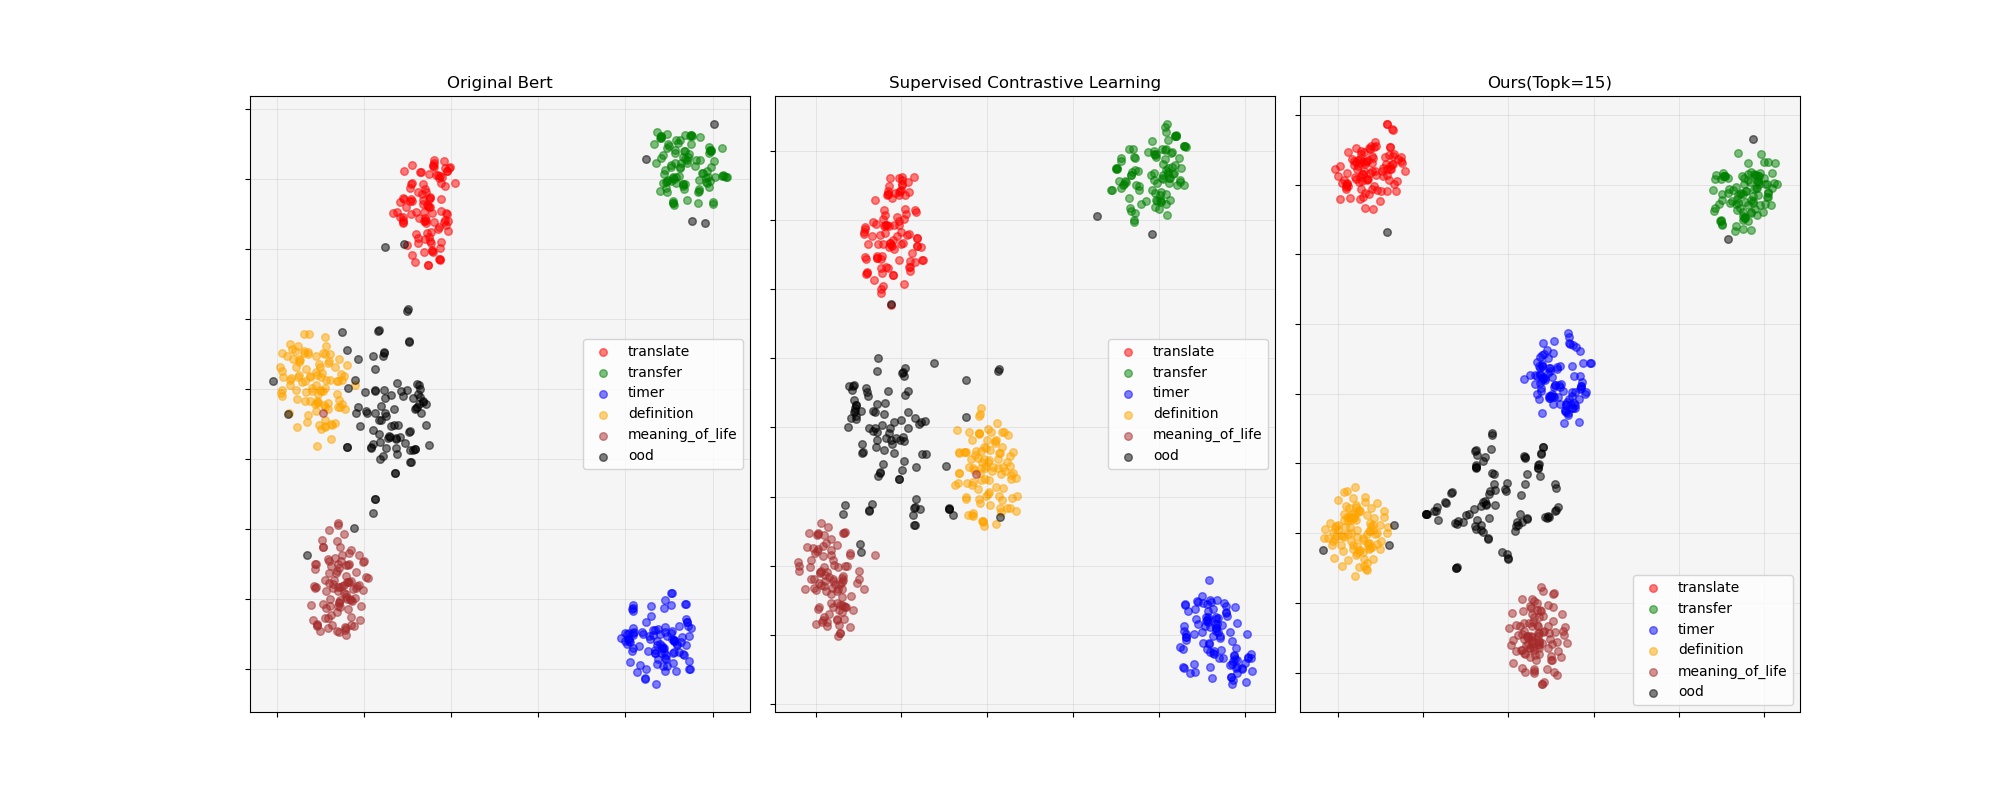 Original Bert
translate
transfer
timer
definition
meaning_of_life
ood
Supervised Contrastive Learning
translate
transfer
timer
definition
meaning_of_life
ood
Ours(Topk=15)
translate
transfer
timer
definition
meaning_of_life
ood